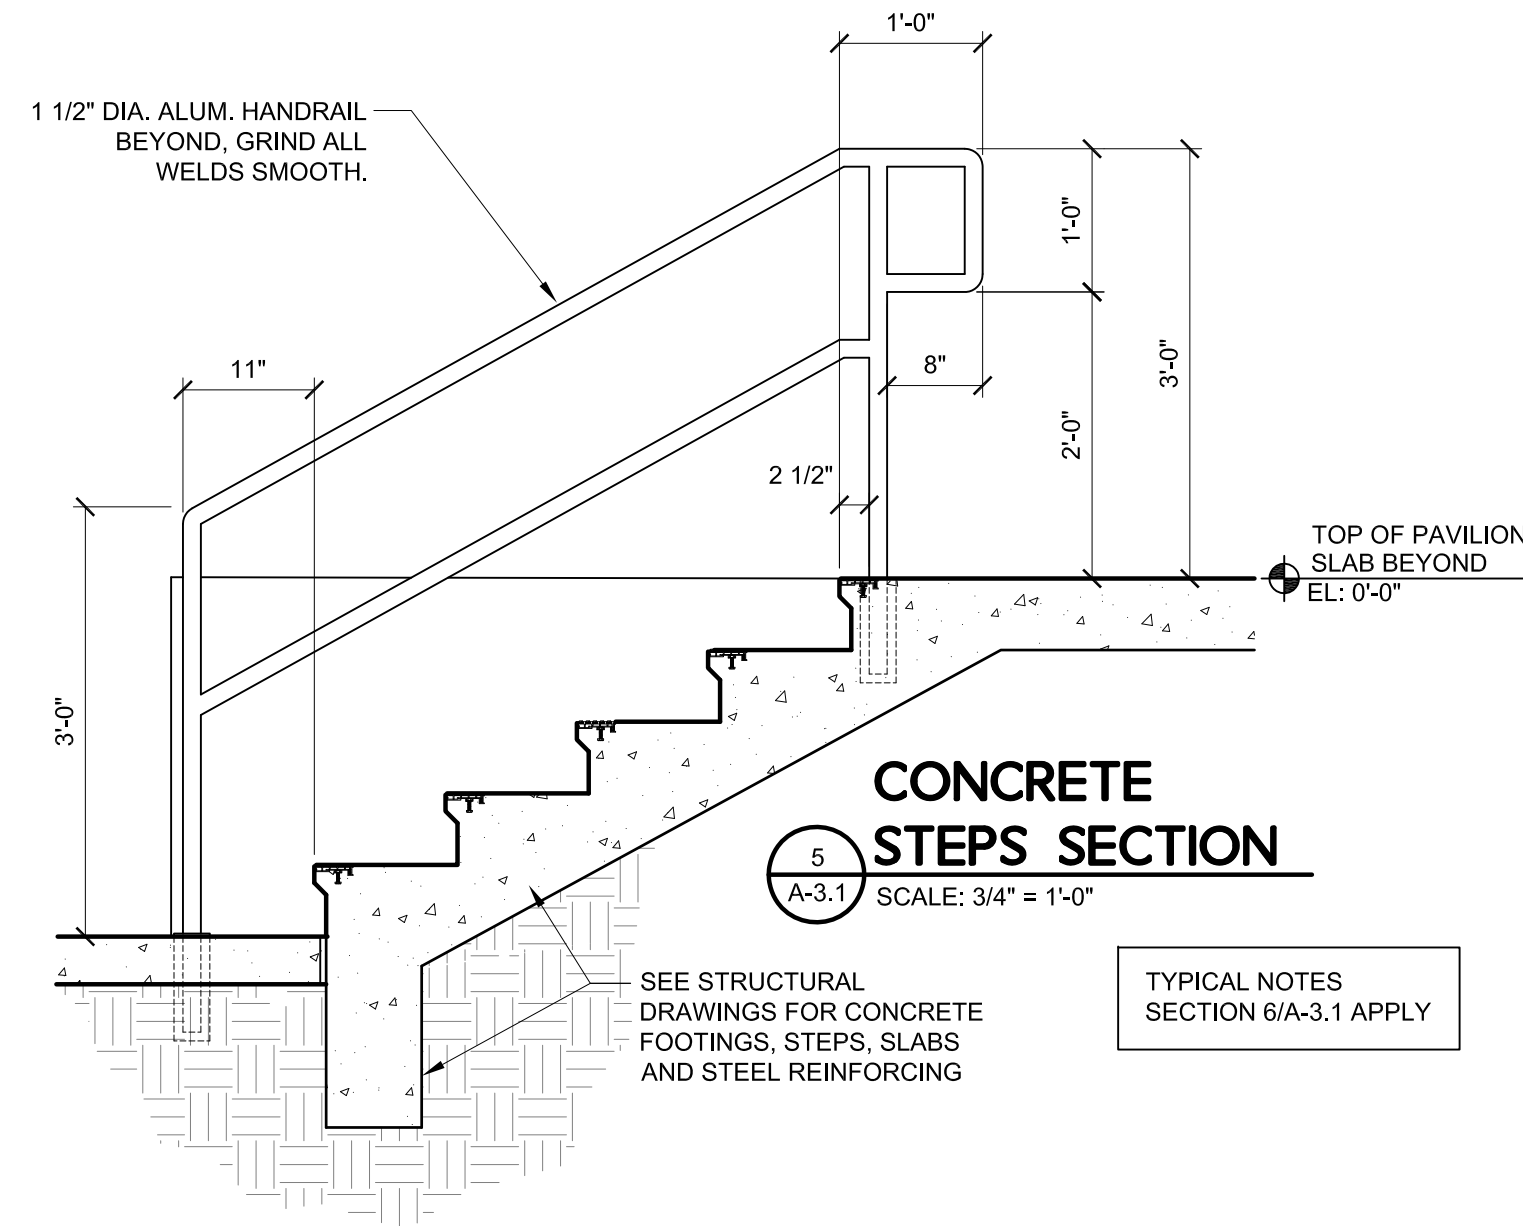 1'-0"
1 1/2" DIA. ALUM. HANDRAIL
BEYOND, GRIND ALL
WELDS SMOOTH.
1'-0"
3'-0"
11"
8"
2'-0"
2 1/2"
TOP OF PAVILION
SLAB BEYOND
EL: 0'-0"
3'-0"
CONCRETE
STEPS SECTION
5
A-3.1
SCALE: 3/4" = 1'-0"
SEE STRUCTURAL
DRAWINGS FOR CONCRETE
FOOTINGS, STEPS, SLABS
AND STEEL REINFORCING
TYPICAL NOTES
SECTION 6/A-3.1 APPLY